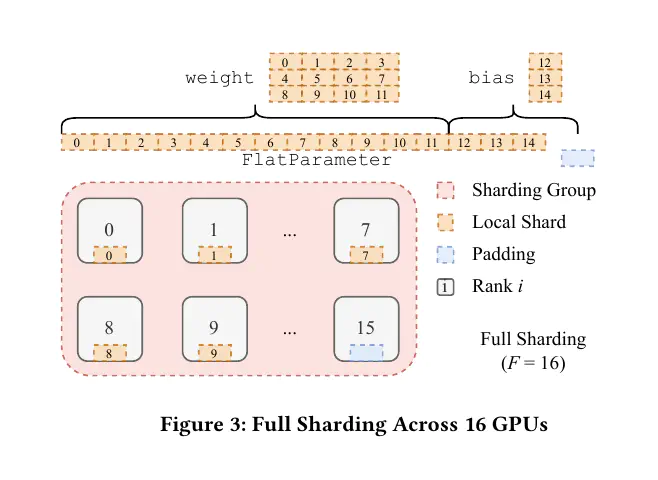 0 1 2 3
weight 4 5 6 7
8 9 10 11
12
bias 13
14
0 1 2 3 4 5 6 7 8 9 10 11 12 13 14
FlatParameter
0 1 ... 7
0 1 7
8 9 ... 15
8 9
Sharding Group
Local Shard
Padding
i Rank i
Full Sharding
(F = 16)
Figure 3: Full Sharding Across 16 GPUs